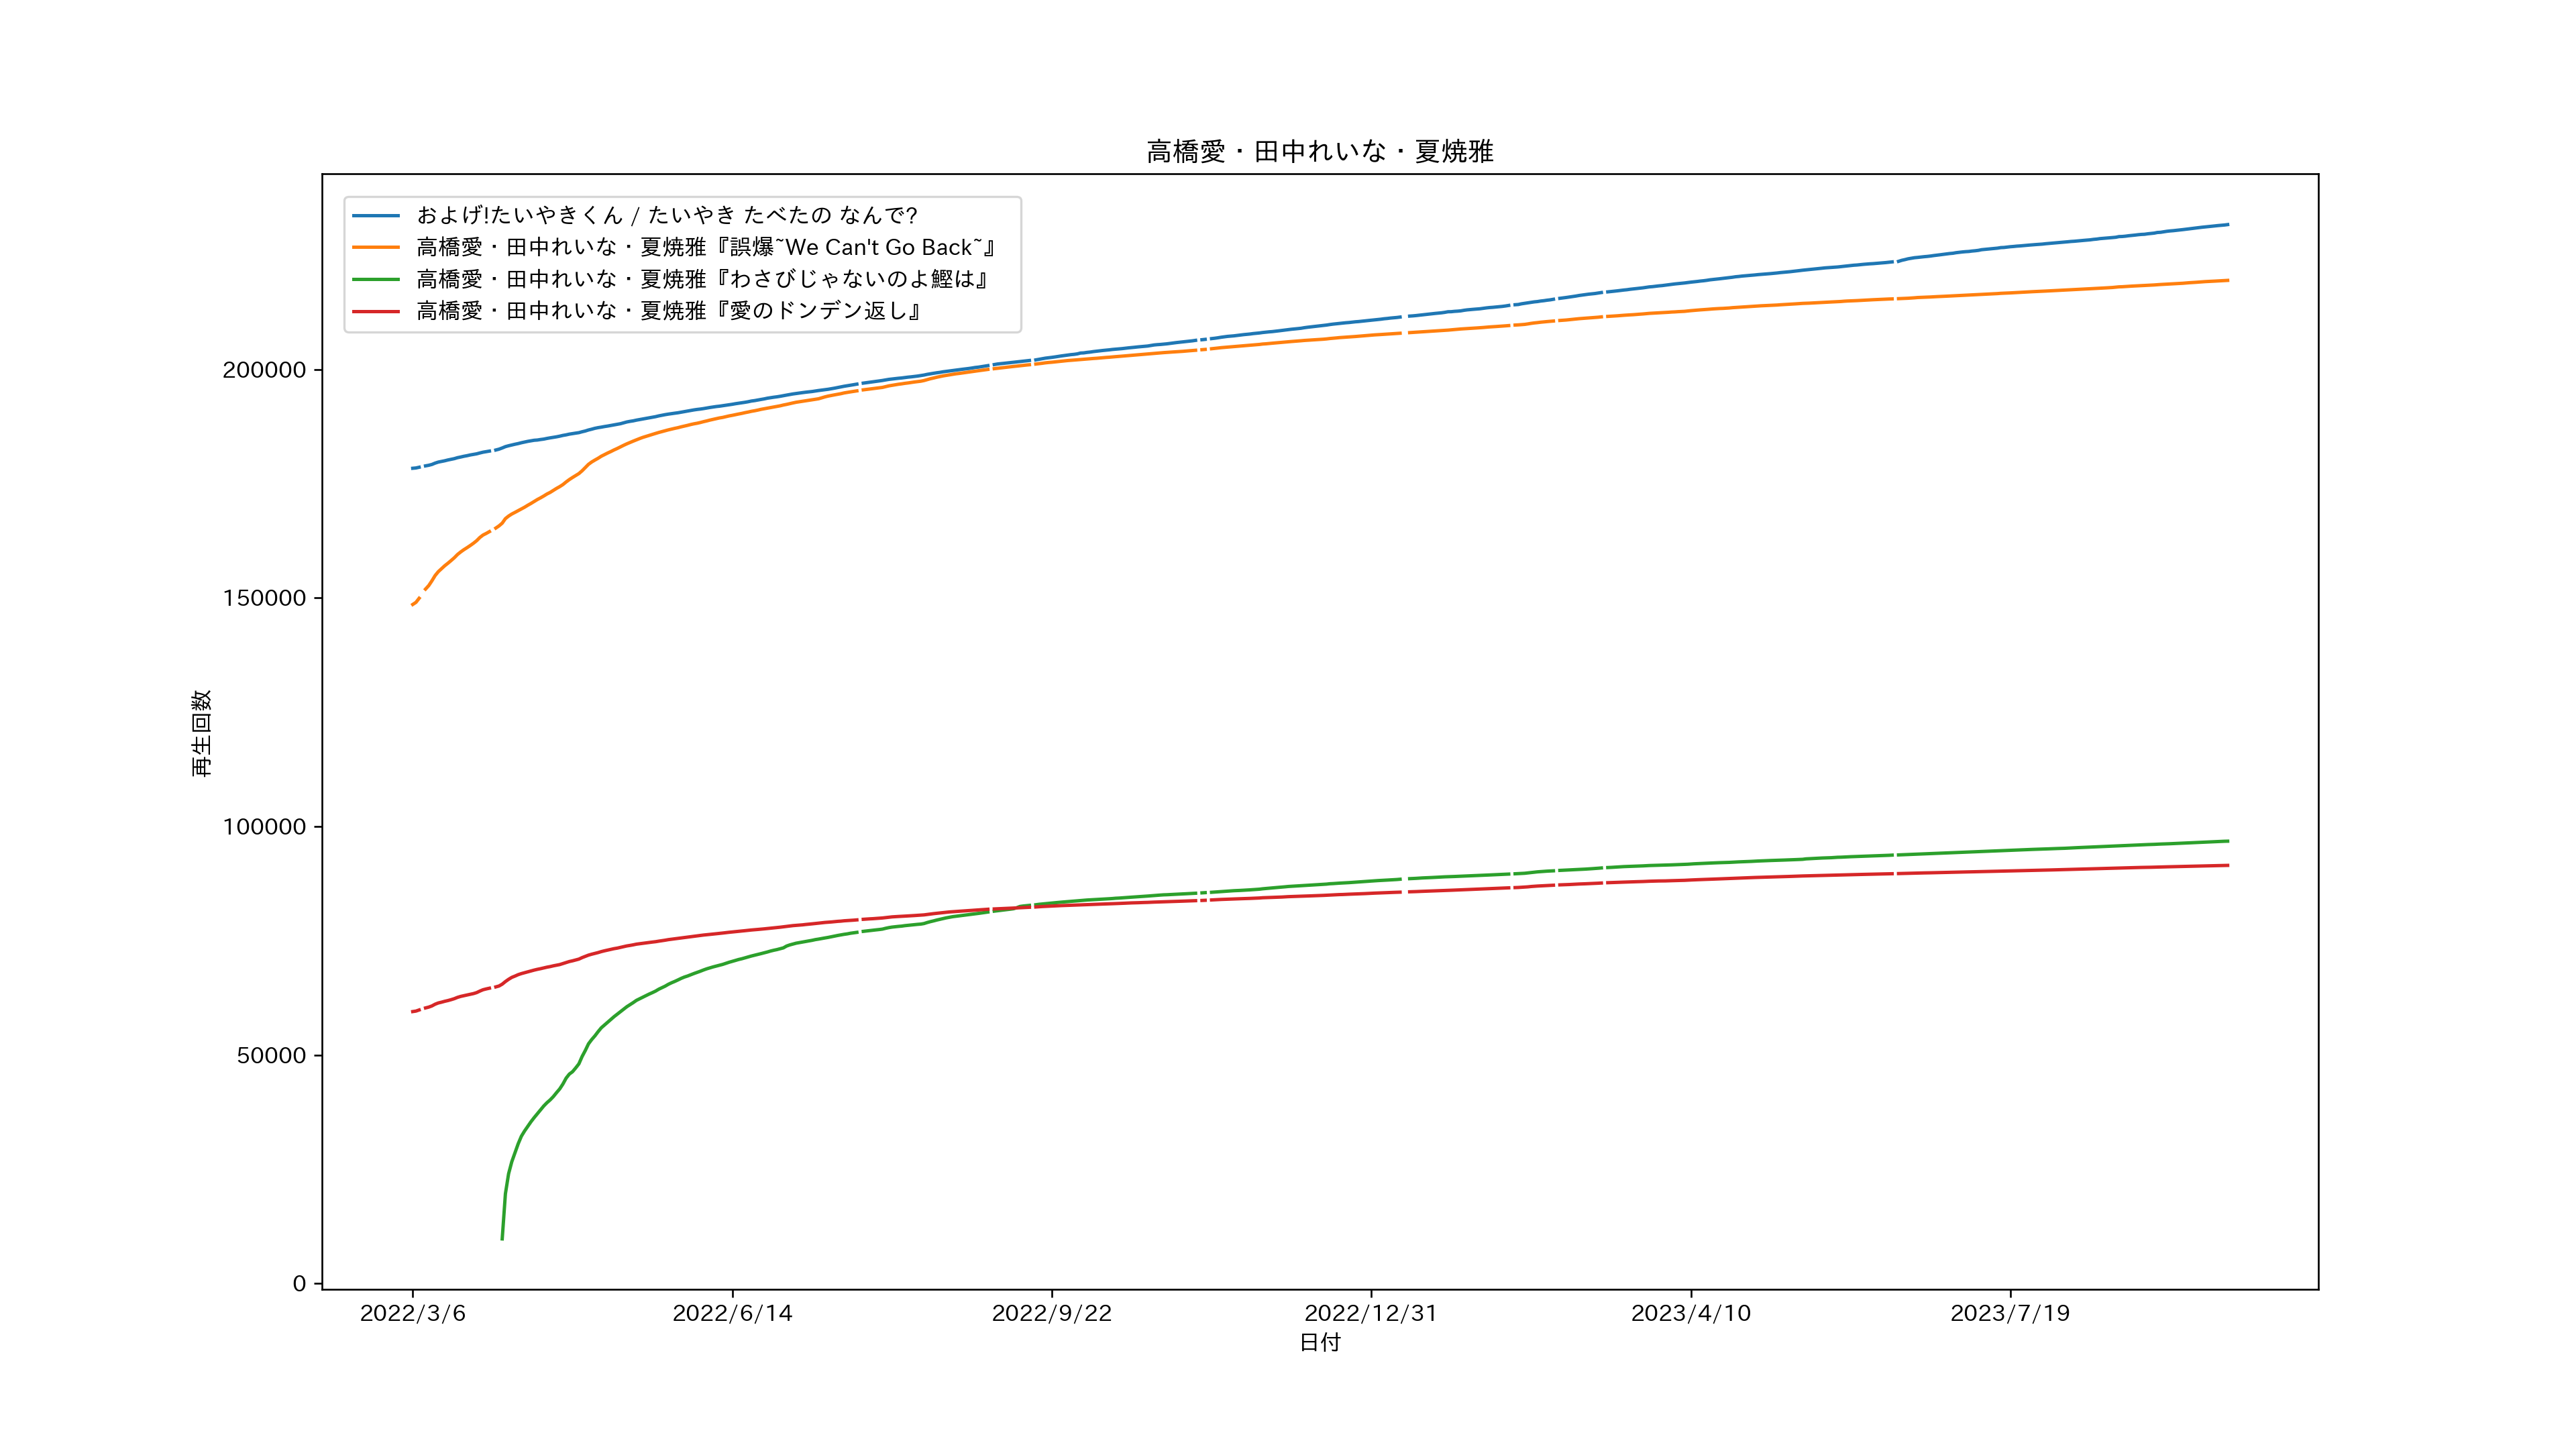 高橋愛・田中れいな・夏焼雅
およげ!たいやきくん / たいやき たべたの なんで?
高橋愛・田中れいな・夏焼雅『誤爆~We Can't Go Back~』
高橋愛・田中れいな・夏焼雅『わさびじゃないのよ鰹は』
高橋愛・田中れいな・夏焼雅『愛のドンデン返し』
200000
150000
100000
50000
0
再生回数
2022/3/6 2022/6/14 2022/9/22 2022/12/31 2023/4/10 2023/7/19
日付